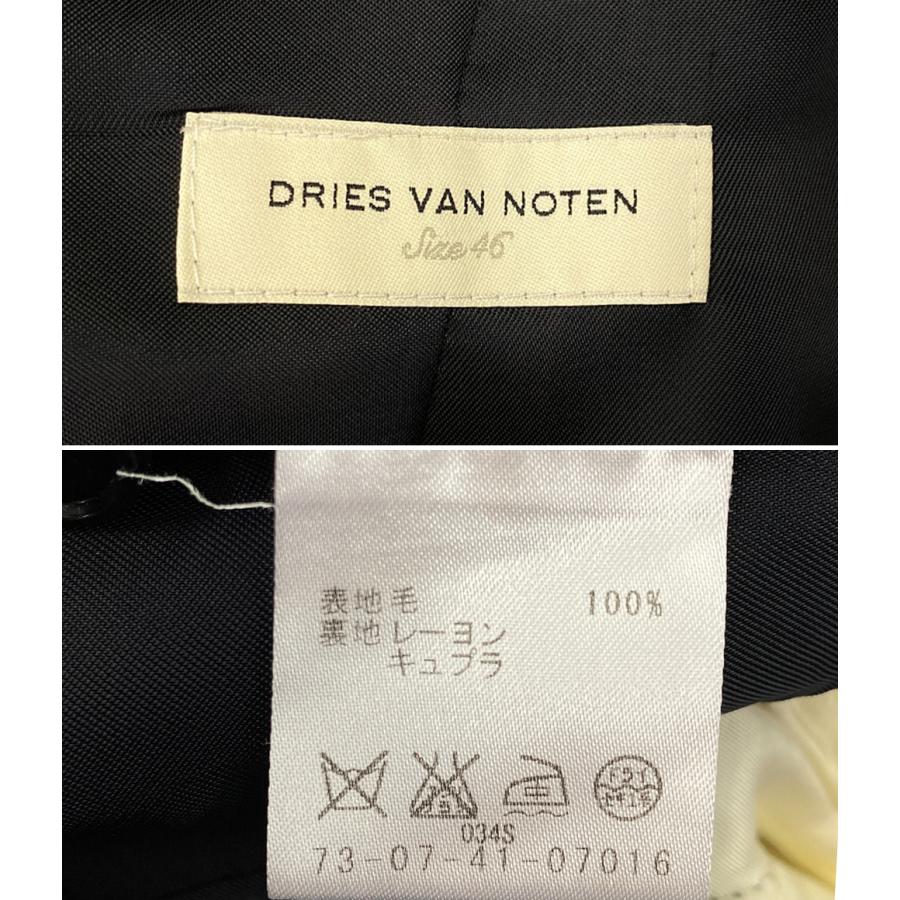 DRIES VAN NOTEN
Size 46
表地 毛 100%
裏地 レーヨン
キュプラ
034S
73-07-41-07016